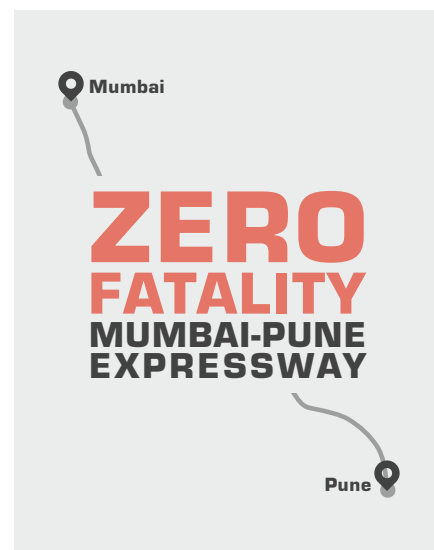 Mumbai
ZERO
FATALITY
MUMBAI-PUNE
EXPRESSWAY
Pune